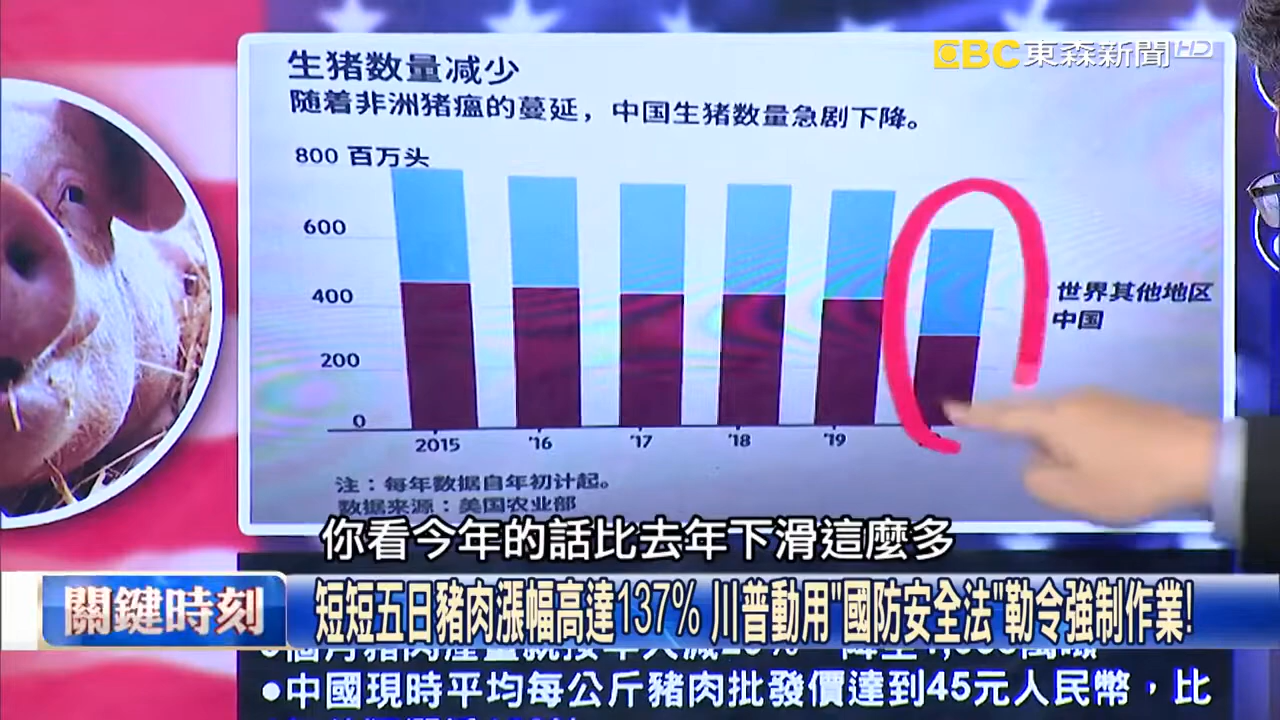 EBC 東森新聞 HD
生猪数量减少
随着非洲猪瘟的蔓延，中国生猪数量急剧下降。
800 百万头
600
400
200
0
世界其他地区
中国
2015 '16 '17 '18 '19
注：每年数据自年初计起。
数据来源：美国农业部
你看今年的話比去年下滑這麼多
關鍵時刻
短短五日豬肉漲幅高達137% 川普動用"國防安全法"勒令強制作業!
●中國現時平均每公斤豬肉批發價達到45元人民幣，比